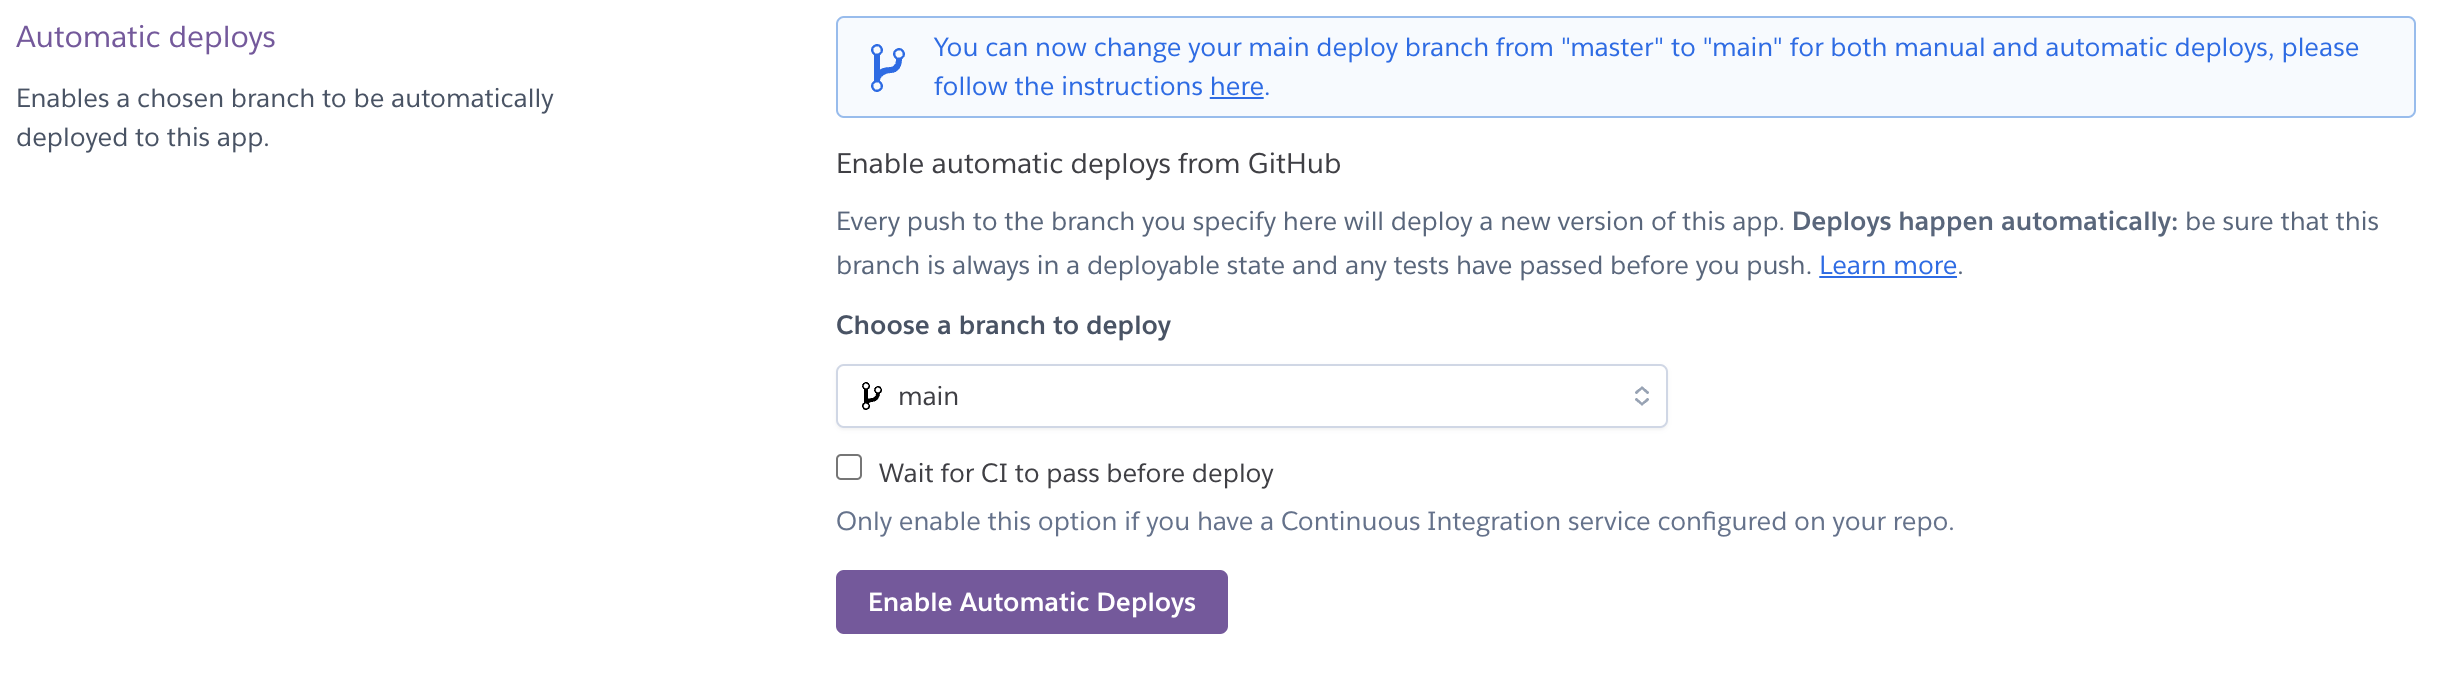 Automatic deploys
Enables a chosen branch to be automatically
deployed to this app.
You can now change your main deploy branch from "master" to "main" for both manual and automatic deploys, please
follow the instructions here.
Enable automatic deploys from GitHub
Every push to the branch you specify here will deploy a new version of this app. Deploys happen automatically: be sure that this
branch is always in a deployable state and any tests have passed before you push. Learn more.
Choose a branch to deploy
main
Wait for CI to pass before deploy
Only enable this option if you have a Continuous Integration service configured on your repo.
Enable Automatic Deploys